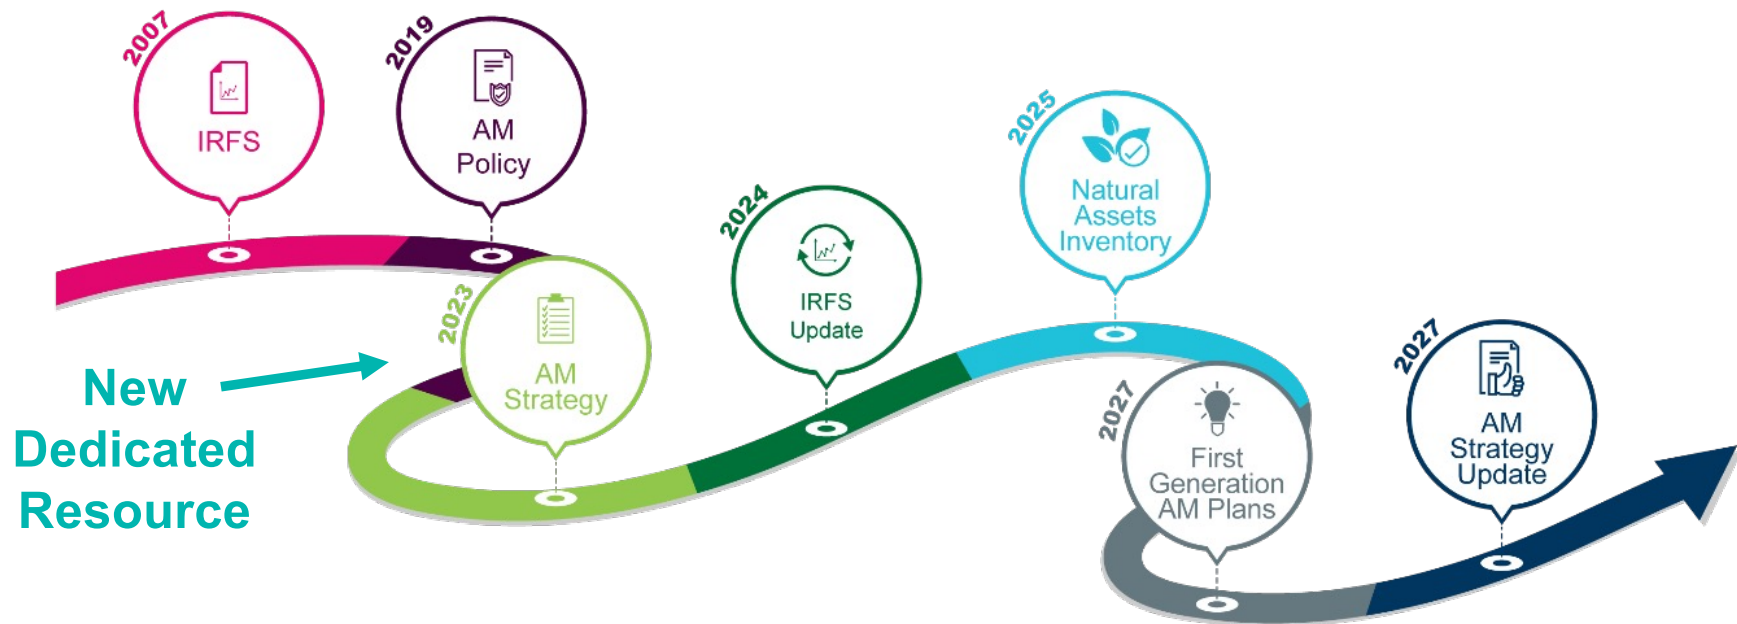 2007
IRFS
2019
AM
Policy
2023
AM
Strategy
New
Dedicated
Resource
2024
IRFS
Update
2025
Natural
Assets
Inventory
2027
First
Generation
AM Plans
2027
AM
Strategy
Update